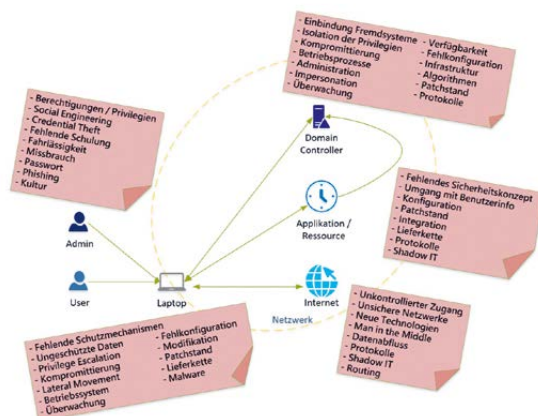 - Einbindung Fremdsysteme
- Isolation der Privilegien
- Kompromittierung
- Betriebsprozesse
- Administration
- Impersonation
- Überwachung
- Verfügbarkeit
- Fehlkonfiguration
- Infrastruktur
- Algorithmen
- Patchstand
- Protokolle
- Berechtigungen / Privilegien
- Social Engineering
- Credential Theft
- Fehlende Schulung
- Fahrlässigkeit
- Missbrauch
- Passwort
- Phishing
- Kultur
Domain
Controller
- Fehlendes Sicherheitskonzept
- Umgang mit Benutzerinfo
- Konfiguration
- Patchstand
- Integration
- Lieferkette
- Protokolle
- Shadow IT
Applikation /
Ressource
Admin
User
Laptop
Internet
Netzwerk
- Unkontrollierter Zugang
- Unsichere Netzwerke
- Neue Technologien
- Man in the Middle
- Datenabfluss
- Protokolle
- Shadow IT
- Routing
- Fehlende Schutzmechanismen
- Ungeschützte Daten
- Privilege Escalation
- Kompromittierung
- Lateral Movement
- Betriebssystem
- Überwachung
- Fehlkonfiguration
- Modifikation
- Patchstand
- Lieferkette
- Malware